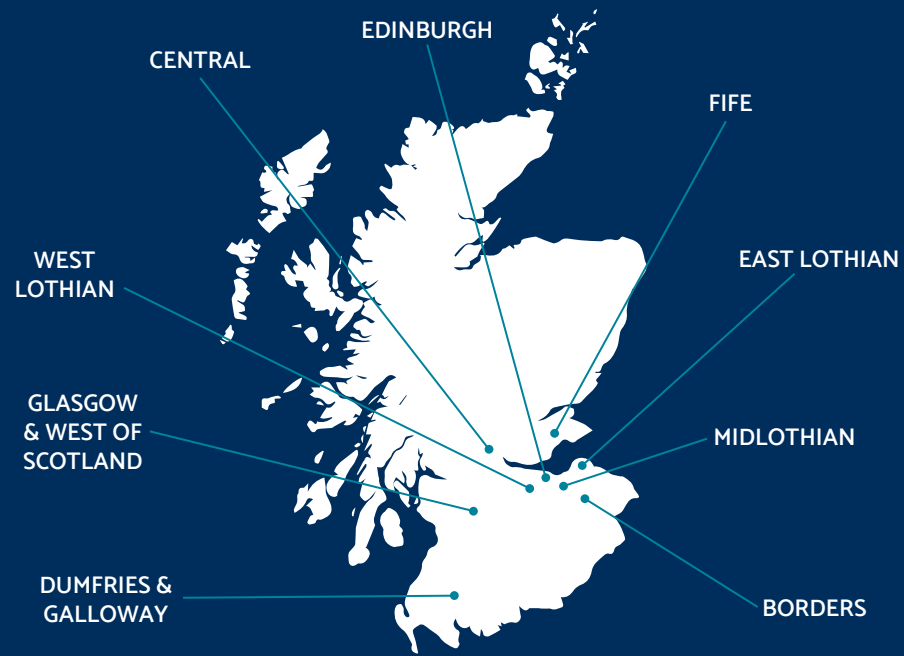 EDINBURGH
CENTRAL
FIFE
WEST
LOTHIAN
EAST LOTHIAN
GLASGOW
& WEST OF
SCOTLAND
MIDLOTHIAN
DUMFRIES &
GALLOWAY
BORDERS